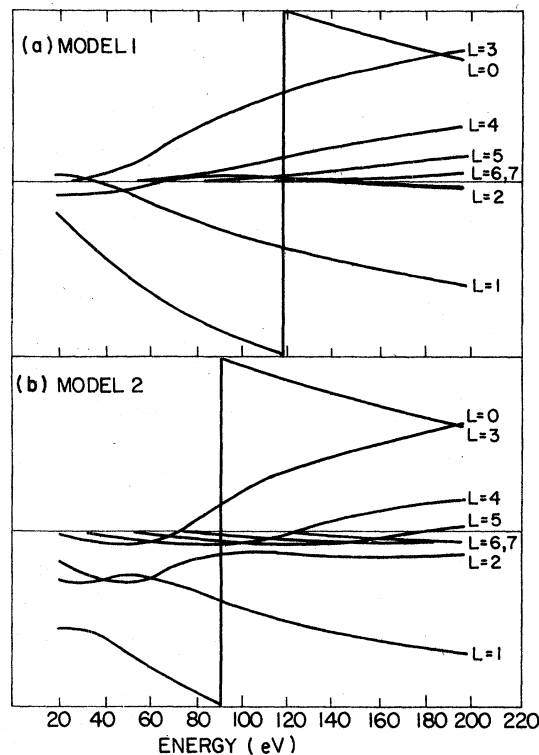 (a) MODEL 1
L=3
L=0
L=4
L=5
L=6,7
L=2
L=1
(b) MODEL 2
L=0
L=3
L=4
L=5
L=6,7
L=2
L=1
20 40 60 80 100 120 140 160 180 200 220
ENERGY (eV)